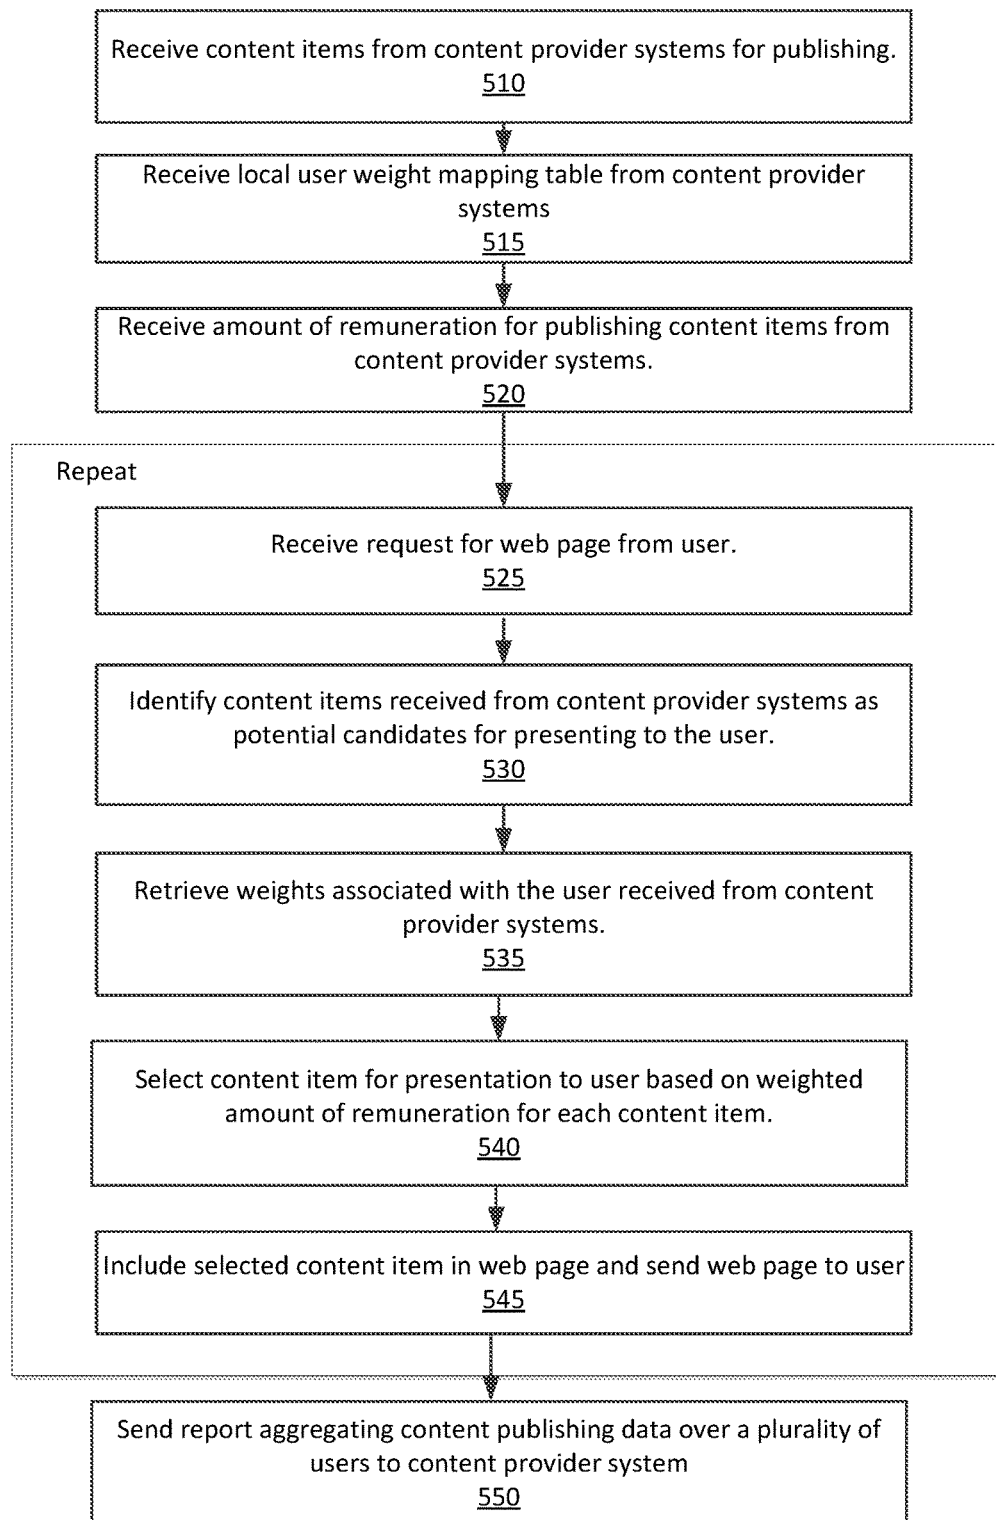 Receive content items from content provider systems for publishing.
510
Receive local user weight mapping table from content provider
systems
515
Receive amount of remuneration for publishing content items from
content provider systems.
520
Repeat
Receive request for web page from user.
525
Identify content items received from content provider systems as
potential candidates for presenting to the user.
530
Retrieve weights associated with the user received from content
provider systems.
535
Select content item for presentation to user based on weighted
amount of remuneration for each content item.
540
Include selected content item in web page and send web page to user
545
Send report aggregating content publishing data over a plurality of
users to content provider system
550